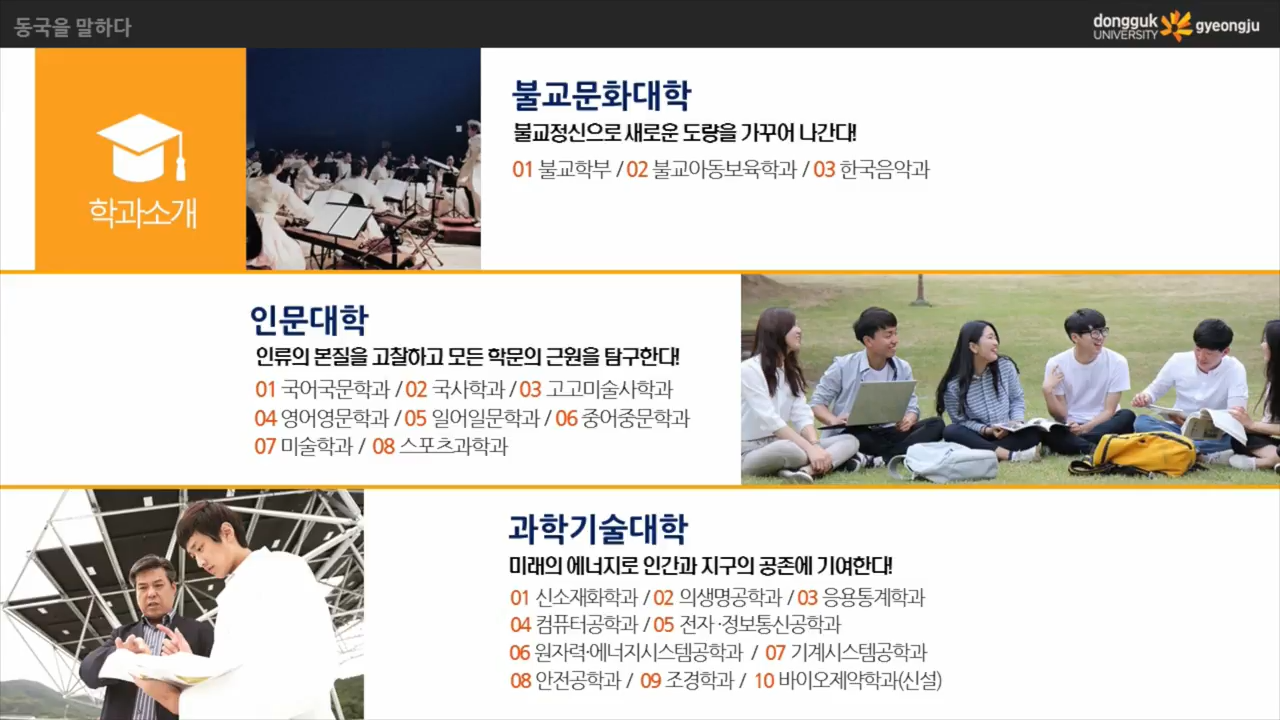 동국을 말하다
dongguk UNIVERSITY gyeongju
학과소개
불교문화대학
불교정신으로 새로운 도량을 가꾸어 나간다!
01 불교학부 / 02 불교아동보육학과 / 03 한국음악과
인문대학
인류의 본질을 고찰하고 모든 학문의 근원을 탐구한다!
01 국어국문학과 / 02 국사학과 / 03 고고미술사학과
04 영어영문학과 / 05 일어일문학과 / 06 중어중문학과
07 미술학과 / 08 스포츠과학과
과학기술대학
미래의 에너지로 인간과 지구의 공존에 기여한다!
01 신소재화학과 / 02 의생명공학과 / 03 응용통계학과
04 컴퓨터공학과 / 05 전자·정보통신공학과
06 원자력·에너지시스템공학과 / 07 기계시스템공학과
08 안전공학과 / 09 조경학과 / 10 바이오제약학과(신설)